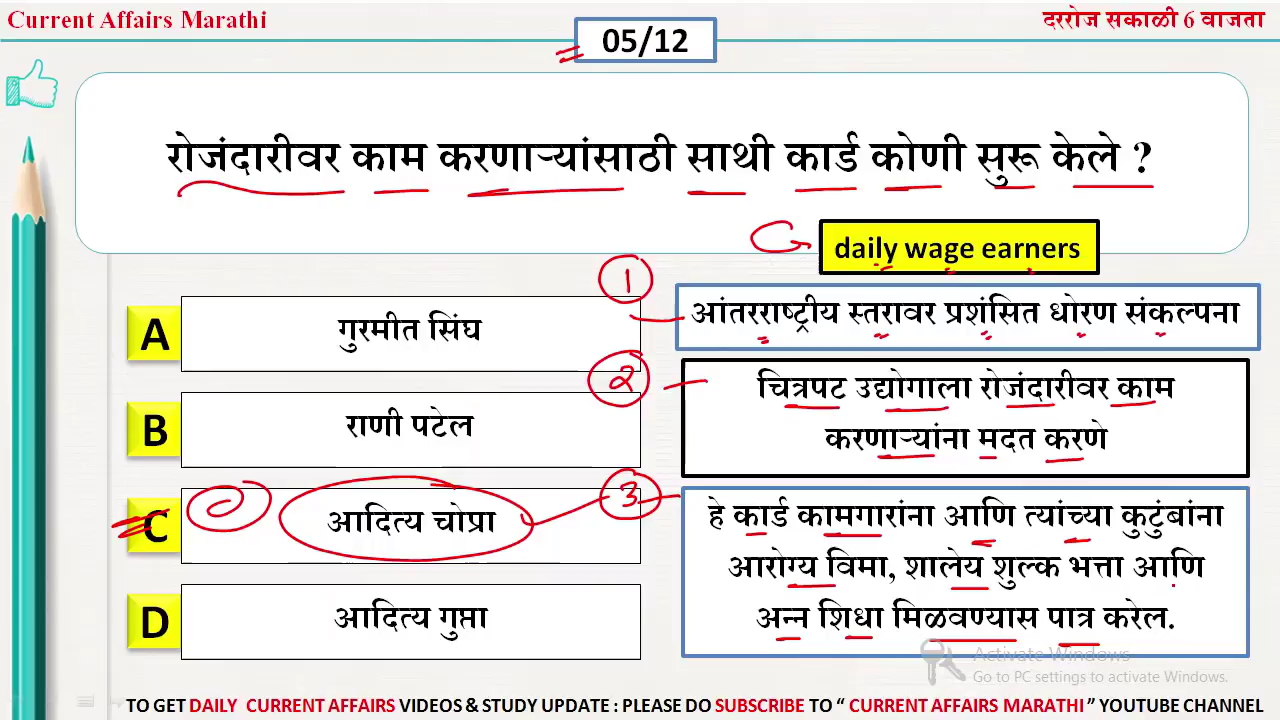 Current Affairs Marathi
दररोज सकाळी 6 वाजता
05/12
रोजंदारीवर काम करणाऱ्यांसाठी साथी कार्ड कोणी सुरू केले ?
daily wage earners
1
A
गुरमीत सिंघ
आंतरराष्ट्रीय स्तरावर प्रशंसित धोरण संकल्पना
2
चित्रपट उद्योगाला रोजंदारीवर काम
करणाऱ्यांना मदत करणे
B
राणी पटेल
3
C
आदित्य चोप्रा
हे कार्ड कामगारांना आणि त्यांच्या कुटुंबांना
आरोग्य विमा, शालेय शुल्क भत्ता आणि
अन्न शिधा मिळवण्यास पात्र करेल.
D
आदित्य गुप्ता
Activate Windows
Go to PC settings to activate Windows.
TO GET DAILY CURRENT AFFAIRS VIDEOS & STUDY UPDATE : PLEASE DO SUBSCRIBE TO “ CURRENT AFFAIRS MARATHI ” YOUTUBE CHANNEL